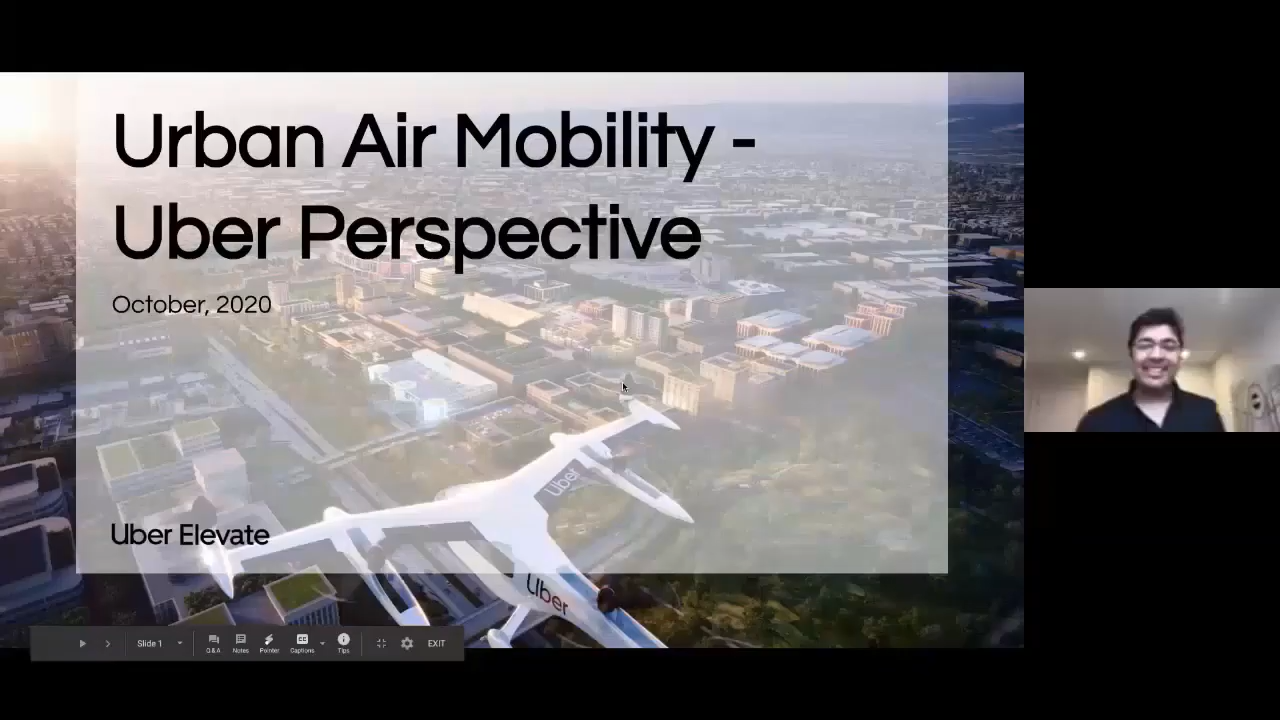 Urban Air Mobility -
Uber Perspective
October, 2020
Uber
Uber Elevate
Uber
Slide 1
Q&A Notes Pointer Captions Tips EXIT